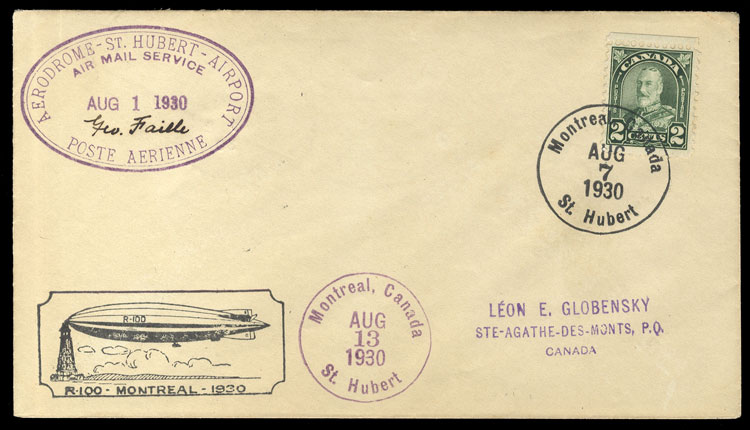 AERODROME-ST. HUBERT-AIRPORT
AIR MAIL SERVICE
AUG 1 1930
Geo. Faille
POSTE AERIENNE
CANADA
2 CENTS 2
Montreal, Canada
AUG
7
1930
St. Hubert
R-100
R-100 - MONTREAL - 1930
Montreal, Canada
AUG
13
1930
St. Hubert
LÉON E. GLOBENSKY
STE-AGATHE-DES-MONTS, P.Q.
CANADA